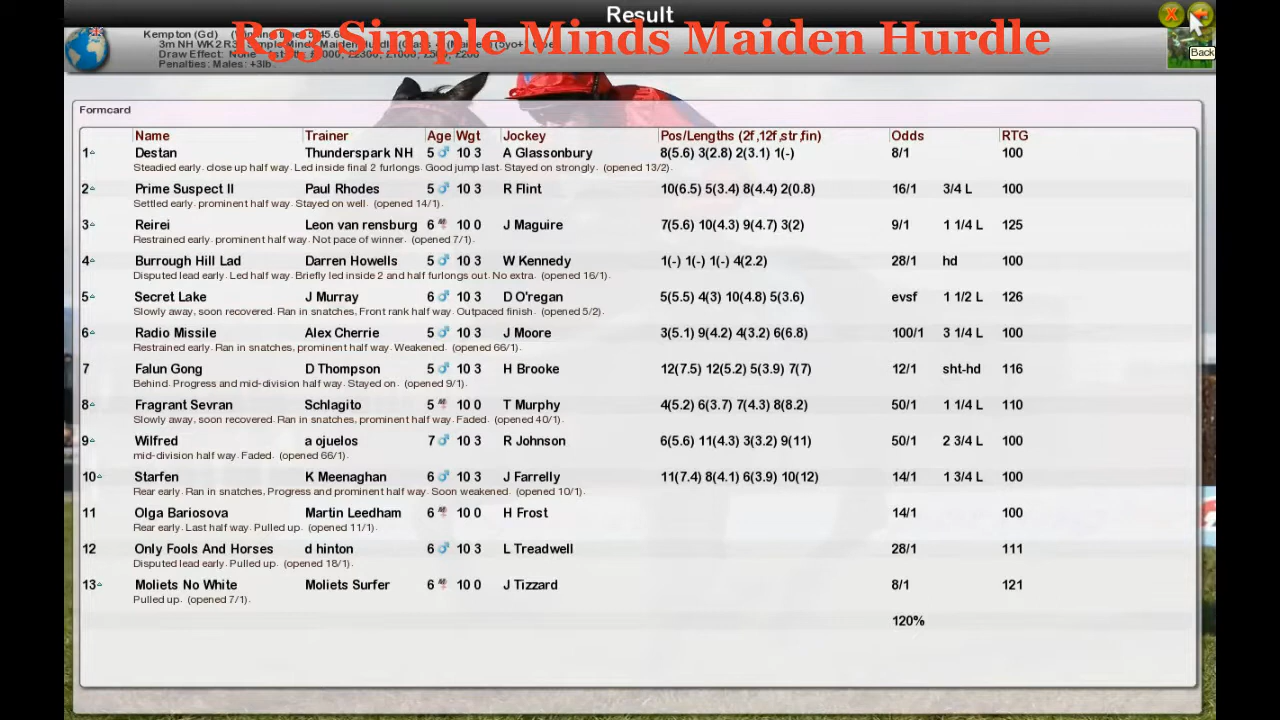 Result
R33 Simple Minds Maiden Hurdle
Kempton (Gd)
3m NH WK2 R3
Draw Effect: None
Penalties: Males: +3lb.
Back
Formcard
Name Trainer Age Wgt Jockey Pos/Lengths (2f,12f,str,fin) Odds RTG
1 Destan Thunderspark NH 5 10 3 A Glassonbury 8(5.6) 3(2.8) 2(3.1) 1(-) 8/1 100
Steadied early. close up half way. Led inside final 2 furlongs. Good jump last. Stayed on strongly. (opened 13/2).
2 Prime Suspect II Paul Rhodes 5 10 3 R Flint 10(6.5) 5(3.4) 8(4.4) 2(0.8) 16/1 3/4 L 100
Settled early. prominent half way. Stayed on well. (opened 14/1).
3 Reirei Leon van rensburg 6 10 0 J Maguire 7(5.6) 10(4.3) 9(4.7) 3(2) 9/1 1 1/4 L 125
Restrained early. prominent half way. Not pace of winner. (opened 7/1).
4 Burrough Hill Lad Darren Howells 5 10 3 W Kennedy 1(-) 1(-) 1(-) 4(2.2) 28/1 hd 100
Disputed lead early. Led half way. Briefly led inside 2 and half furlongs out. No extra. (opened 16/1).
5 Secret Lake J Murray 6 10 3 D O'regan 5(5.5) 4(3) 10(4.8) 5(3.6) evsf 1 1/2 L 126
Slowly away, soon recovered. Ran in snatches, Front rank half way. Outpaced finish. (opened 5/2).
6 Radio Missile Alex Cherrie 5 10 3 J Moore 3(5.1) 9(4.2) 4(3.2) 6(6.8) 100/1 3 1/4 L 100
Restrained early. Ran in snatches, prominent half way. Weakened. (opened 66/1).
7 Falun Gong D Thompson 5 10 3 H Brooke 12(7.5) 12(5.2) 5(3.9) 7(7) 12/1 sht-hd 116
Behind. Progress and mid-division half way. Stayed on. (opened 9/1).
8 Fragrant Sevran Schlagito 5 10 0 T Murphy 4(5.2) 6(3.7) 7(4.3) 8(8.2) 50/1 1 1/4 L 110
Slowly away, soon recovered. Ran in snatches, prominent half way. Faded. (opened 40/1).
9 Wilfred a ojuelos 7 10 3 R Johnson 6(5.6) 11(4.3) 3(3.2) 9(11) 50/1 2 3/4 L 100
mid-division half way. Faded. (opened 66/1).
10 Starfen K Meenaghan 6 10 3 J Farrelly 11(7.4) 8(4.1) 6(3.9) 10(12) 14/1 1 3/4 L 100
Rear early. Ran in snatches, Progress and prominent half way. Soon weakened. (opened 10/1).
11 Olga Bariosova Martin Leedham 6 10 0 H Frost 14/1 100
Rear early. Last half way. Pulled up. (opened 11/1).
12 Only Fools And Horses d hinton 6 10 3 L Treadwell 28/1 111
Disputed lead early. Pulled up. (opened 18/1).
13 Moliets No White Moliets Surfer 6 10 0 J Tizzard 8/1 121
Pulled up. (opened 7/1).
120%